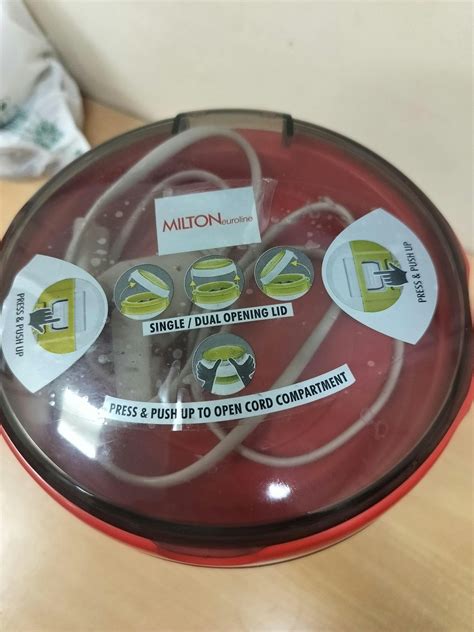 MILTON euroline
PRESS & PUSH UP
PRESS & PUSH UP
SINGLE / DUAL OPENING LID
PRESS & PUSH UP TO OPEN CORD COMPARTMENT